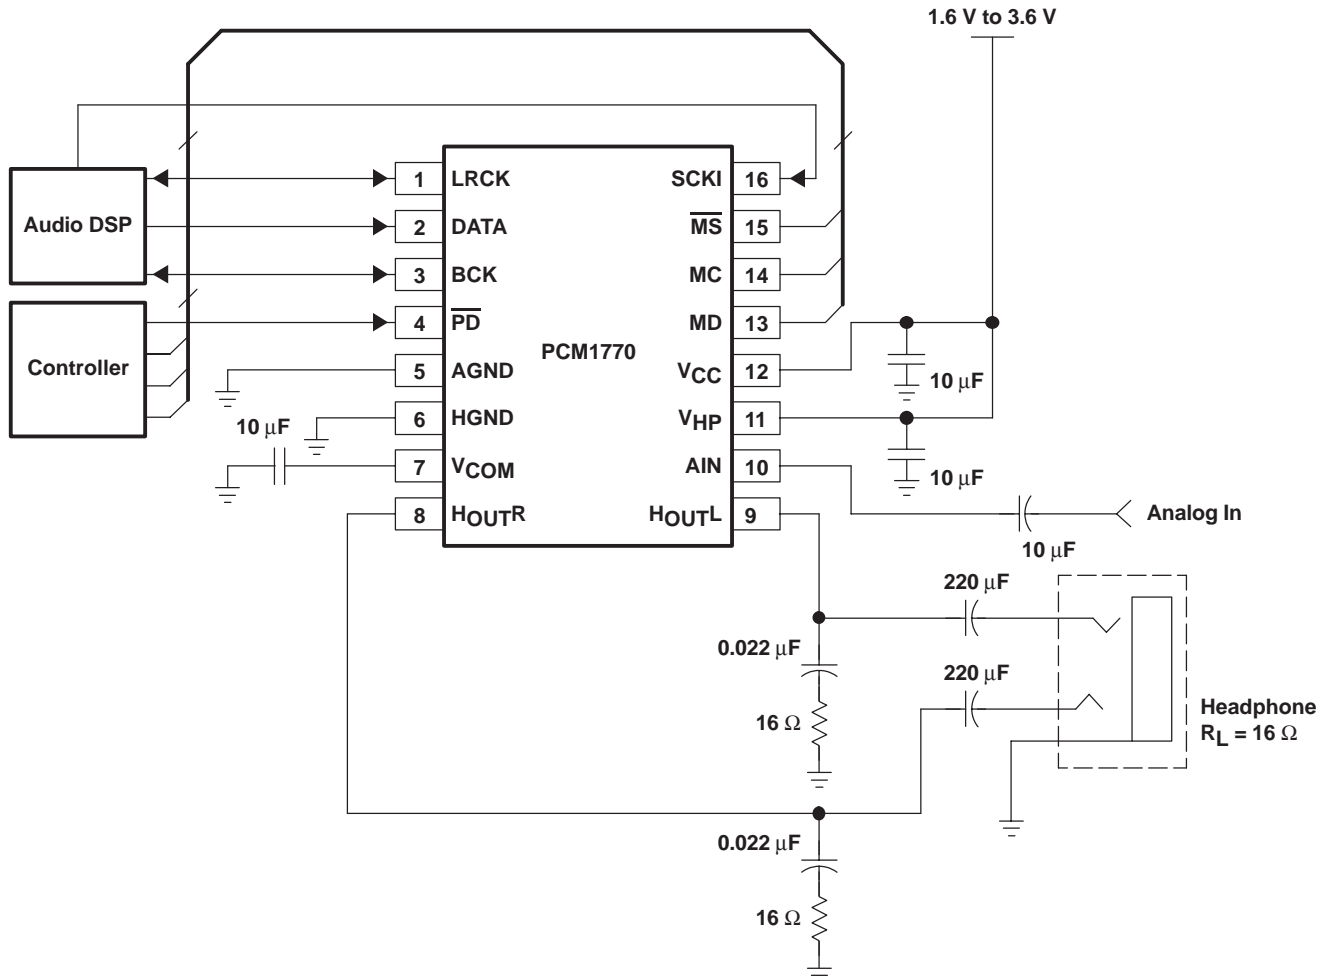 1.6 V to 3.6 V
Audio DSP
Controller
1 LRCK
2 DATA
3 BCK
4 P̅D̅
5 AGND
6 HGND
7 VCOM
8 HOUTR
PCM1770
SCKI 16
M̅S̅ 15
MC 14
MD 13
VCC 12
VHP 11
AIN 10
HOUTL 9
10 μF
10 μF
10 μF
Analog In
10 μF
220 μF
0.022 μF
220 μF
16 Ω
Headphone
RL = 16 Ω
0.022 μF
16 Ω